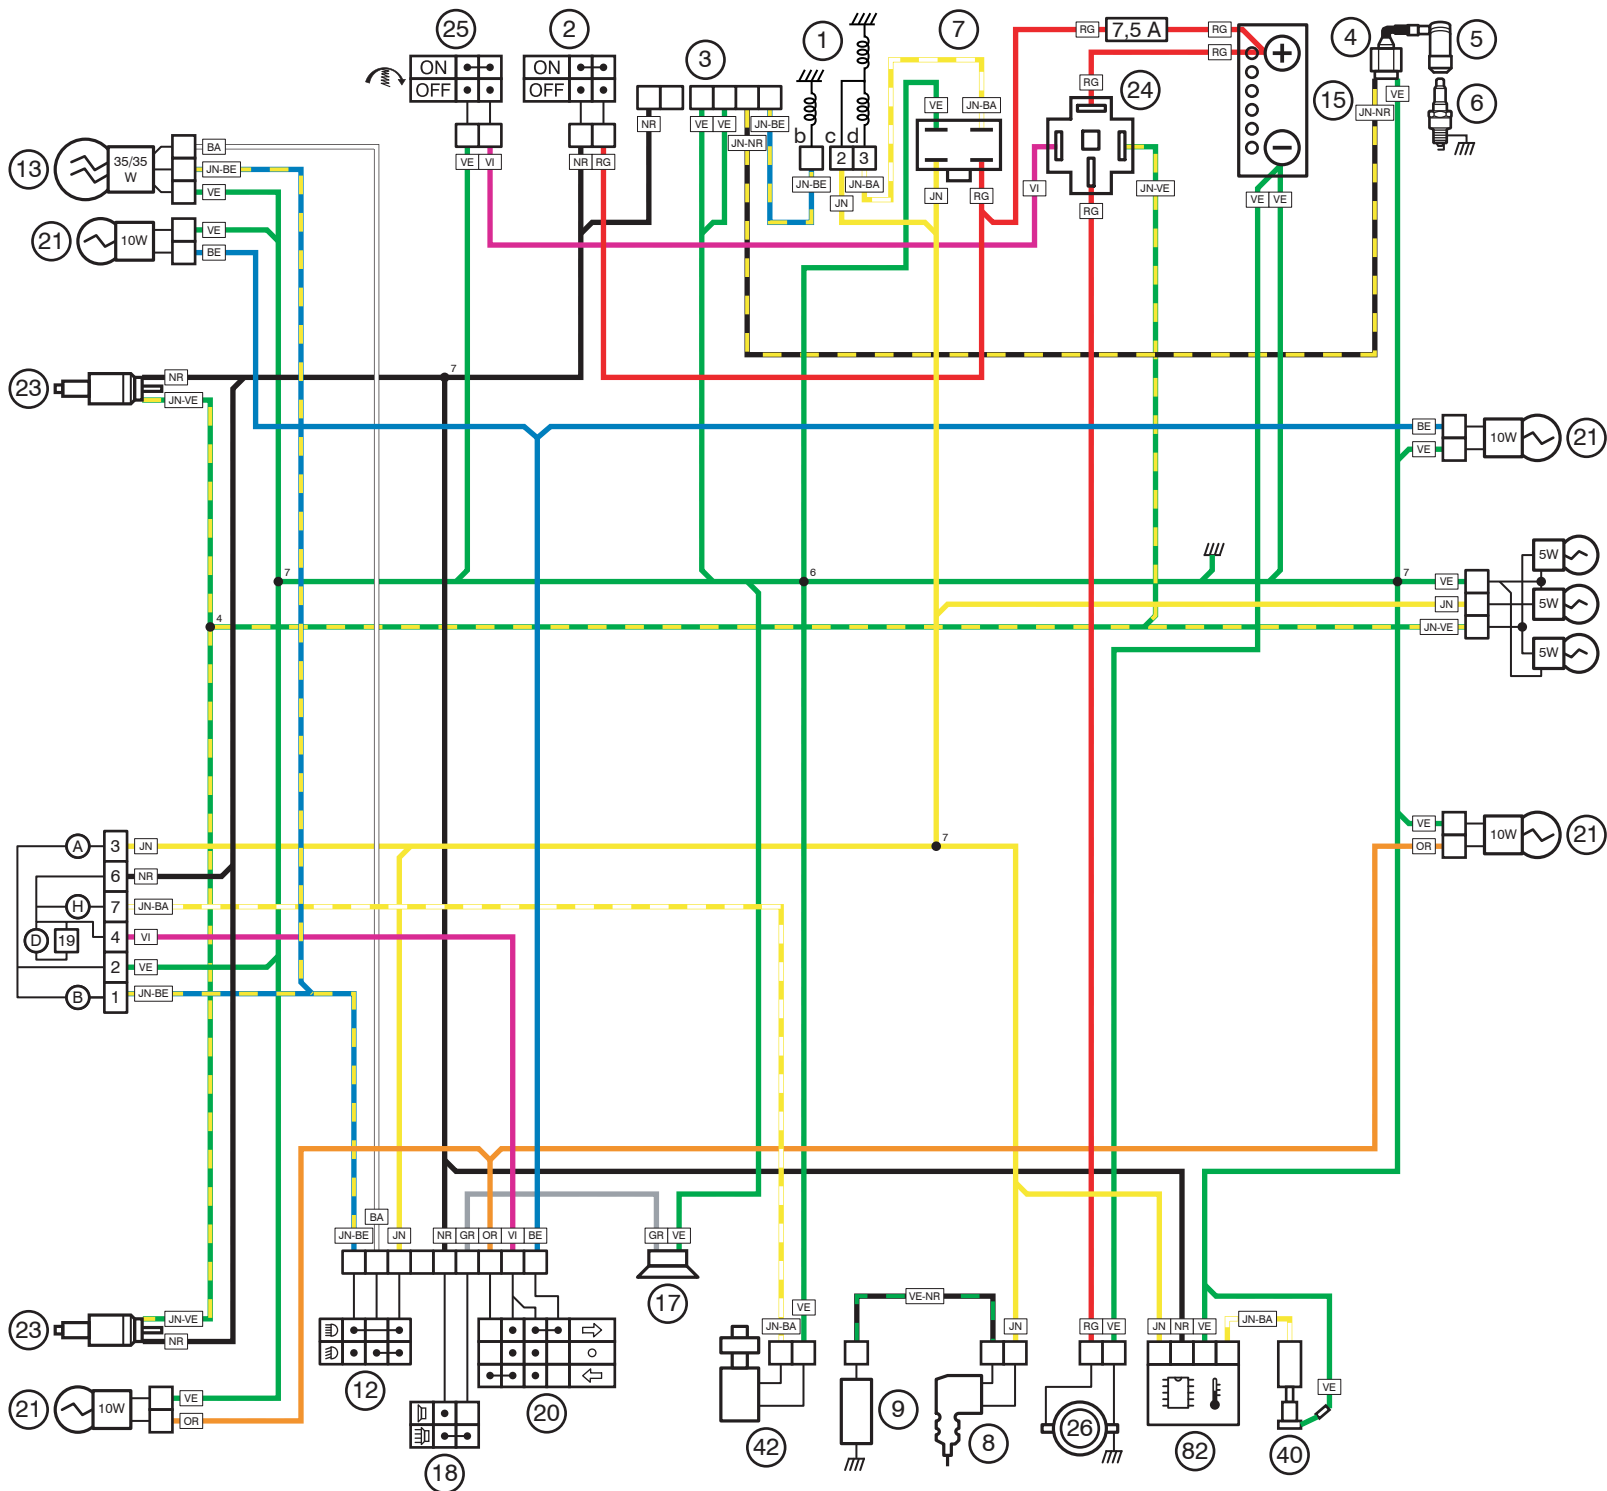 25
2
3
1
7
RG
7,5 A
RG
4
5
ON
OFF
ON
OFF
RG
+
NR
RG
24
15
VE
6
VE
JN-BA
JN-NR
VE
VE
JN-BE
JN-NR
b
c
d
2
3
−
13
35/35
W
BA
JN-BE
VE
VE
VI
NR
RG
JN-BE
JN-BA
JN
JN
RG
VI
RG
JN-VE
VE
VE
21
10W
VE
BE
23
NR
JN-VE
7
BE
VE
10W
21
7
6
7
VE
JN
JN-VE
5W
5W
5W
4
A
3
JN
6
NR
H
7
JN-BA
D
19
4
VI
2
VE
B
1
JN-BE
7
VE
OR
10W
21
BA
JN-BE
JN
NR
GR
OR
VI
BE
GR
VE
17
VE
JN-BA
VE-NR
JN
RG
VE
JN
NR
VE
JN-BA
VE
23
JN-VE
NR
21
10W
VE
OR
12
20
18
42
9
8
26
82
40